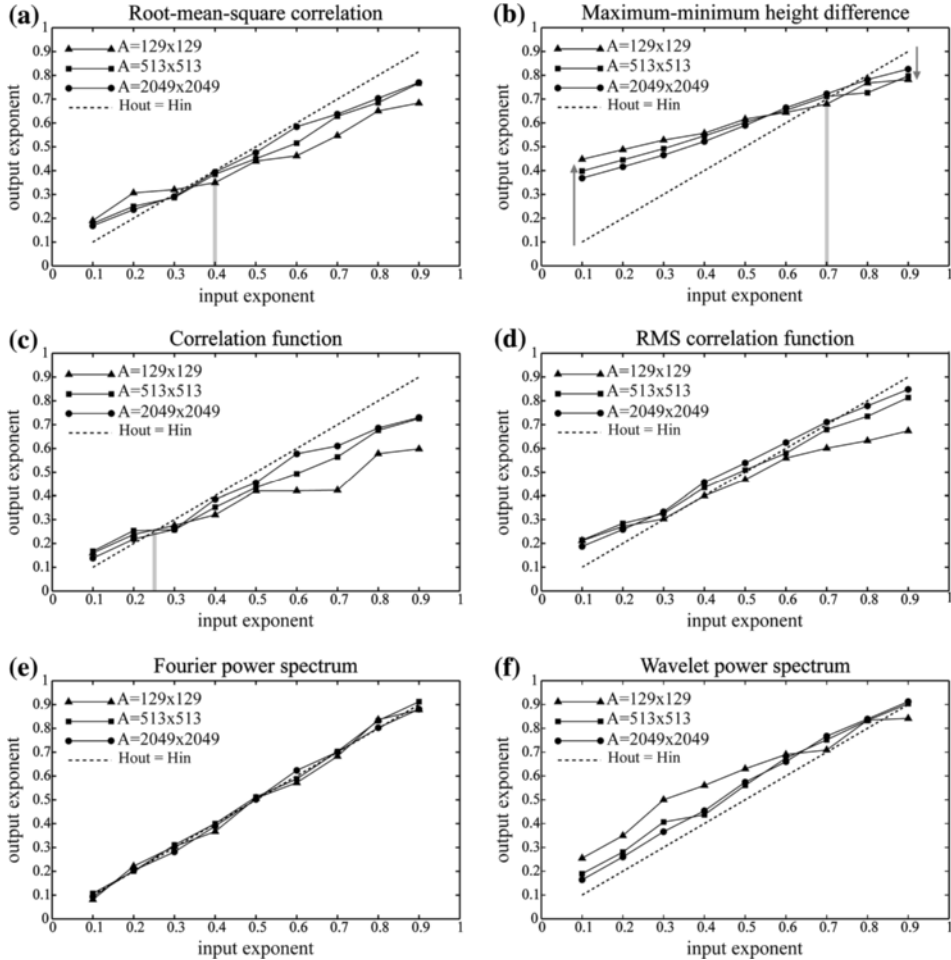 (a) Root-mean-square correlation
1
0.9
0.8
0.7
0.6
0.5
0.4
0.3
0.2
0.1
0
output exponent
A=129x129
A=513x513
A=2049x2049
Hout = Hin
0.1 0.2 0.3 0.4 0.5 0.6 0.7 0.8 0.9 1
input exponent
(b) Maximum-minimum height difference
1
0.9
0.8
0.7
0.6
0.5
0.4
0.3
0.2
0.1
0
output exponent
A=129x129
A=513x513
A=2049x2049
Hout = Hin
0.1 0.2 0.3 0.4 0.5 0.6 0.7 0.8 0.9 1
input exponent
(c) Correlation function
1
0.9
0.8
0.7
0.6
0.5
0.4
0.3
0.2
0.1
0
output exponent
A=129x129
A=513x513
A=2049x2049
Hout = Hin
0.1 0.2 0.3 0.4 0.5 0.6 0.7 0.8 0.9 1
input exponent
(d) RMS correlation function
1
0.9
0.8
0.7
0.6
0.5
0.4
0.3
0.2
0.1
0
output exponent
A=129x129
A=513x513
A=2049x2049
Hout = Hin
0.1 0.2 0.3 0.4 0.5 0.6 0.7 0.8 0.9 1
input exponent
(e) Fourier power spectrum
1
0.9
0.8
0.7
0.6
0.5
0.4
0.3
0.2
0.1
0
output exponent
A=129x129
A=513x513
A=2049x2049
Hout = Hin
0.1 0.2 0.3 0.4 0.5 0.6 0.7 0.8 0.9 1
input exponent
(f) Wavelet power spectrum
1
0.9
0.8
0.7
0.6
0.5
0.4
0.3
0.2
0.1
0
output exponent
A=129x129
A=513x513
A=2049x2049
Hout = Hin
0.1 0.2 0.3 0.4 0.5 0.6 0.7 0.8 0.9 1
input exponent